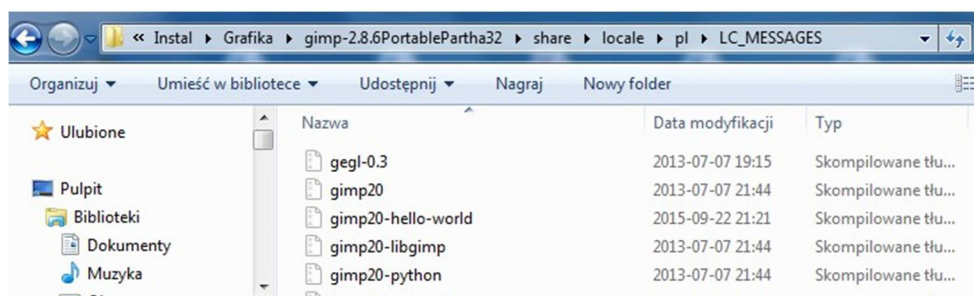 « Instal ▸ Grafika ▸ gimp-2.8.6PortablePartha32 ▸ share ▸ locale ▸ pl ▸ LC_MESSAGES
Organizuj Umieść w bibliotece Udostępnij Nagraj Nowy folder
Ulubione
Pulpit
Biblioteki
Dokumenty
Muzyka
Nazwa Data modyfikacji Typ
gegl-0.3 2013-07-07 19:15 Skompilowane tłu...
gimp20 2013-07-07 21:44 Skompilowane tłu...
gimp20-hello-world 2015-09-22 21:21 Skompilowane tłu...
gimp20-libgimp 2013-07-07 21:44 Skompilowane tłu...
gimp20-python 2013-07-07 21:44 Skompilowane tłu...